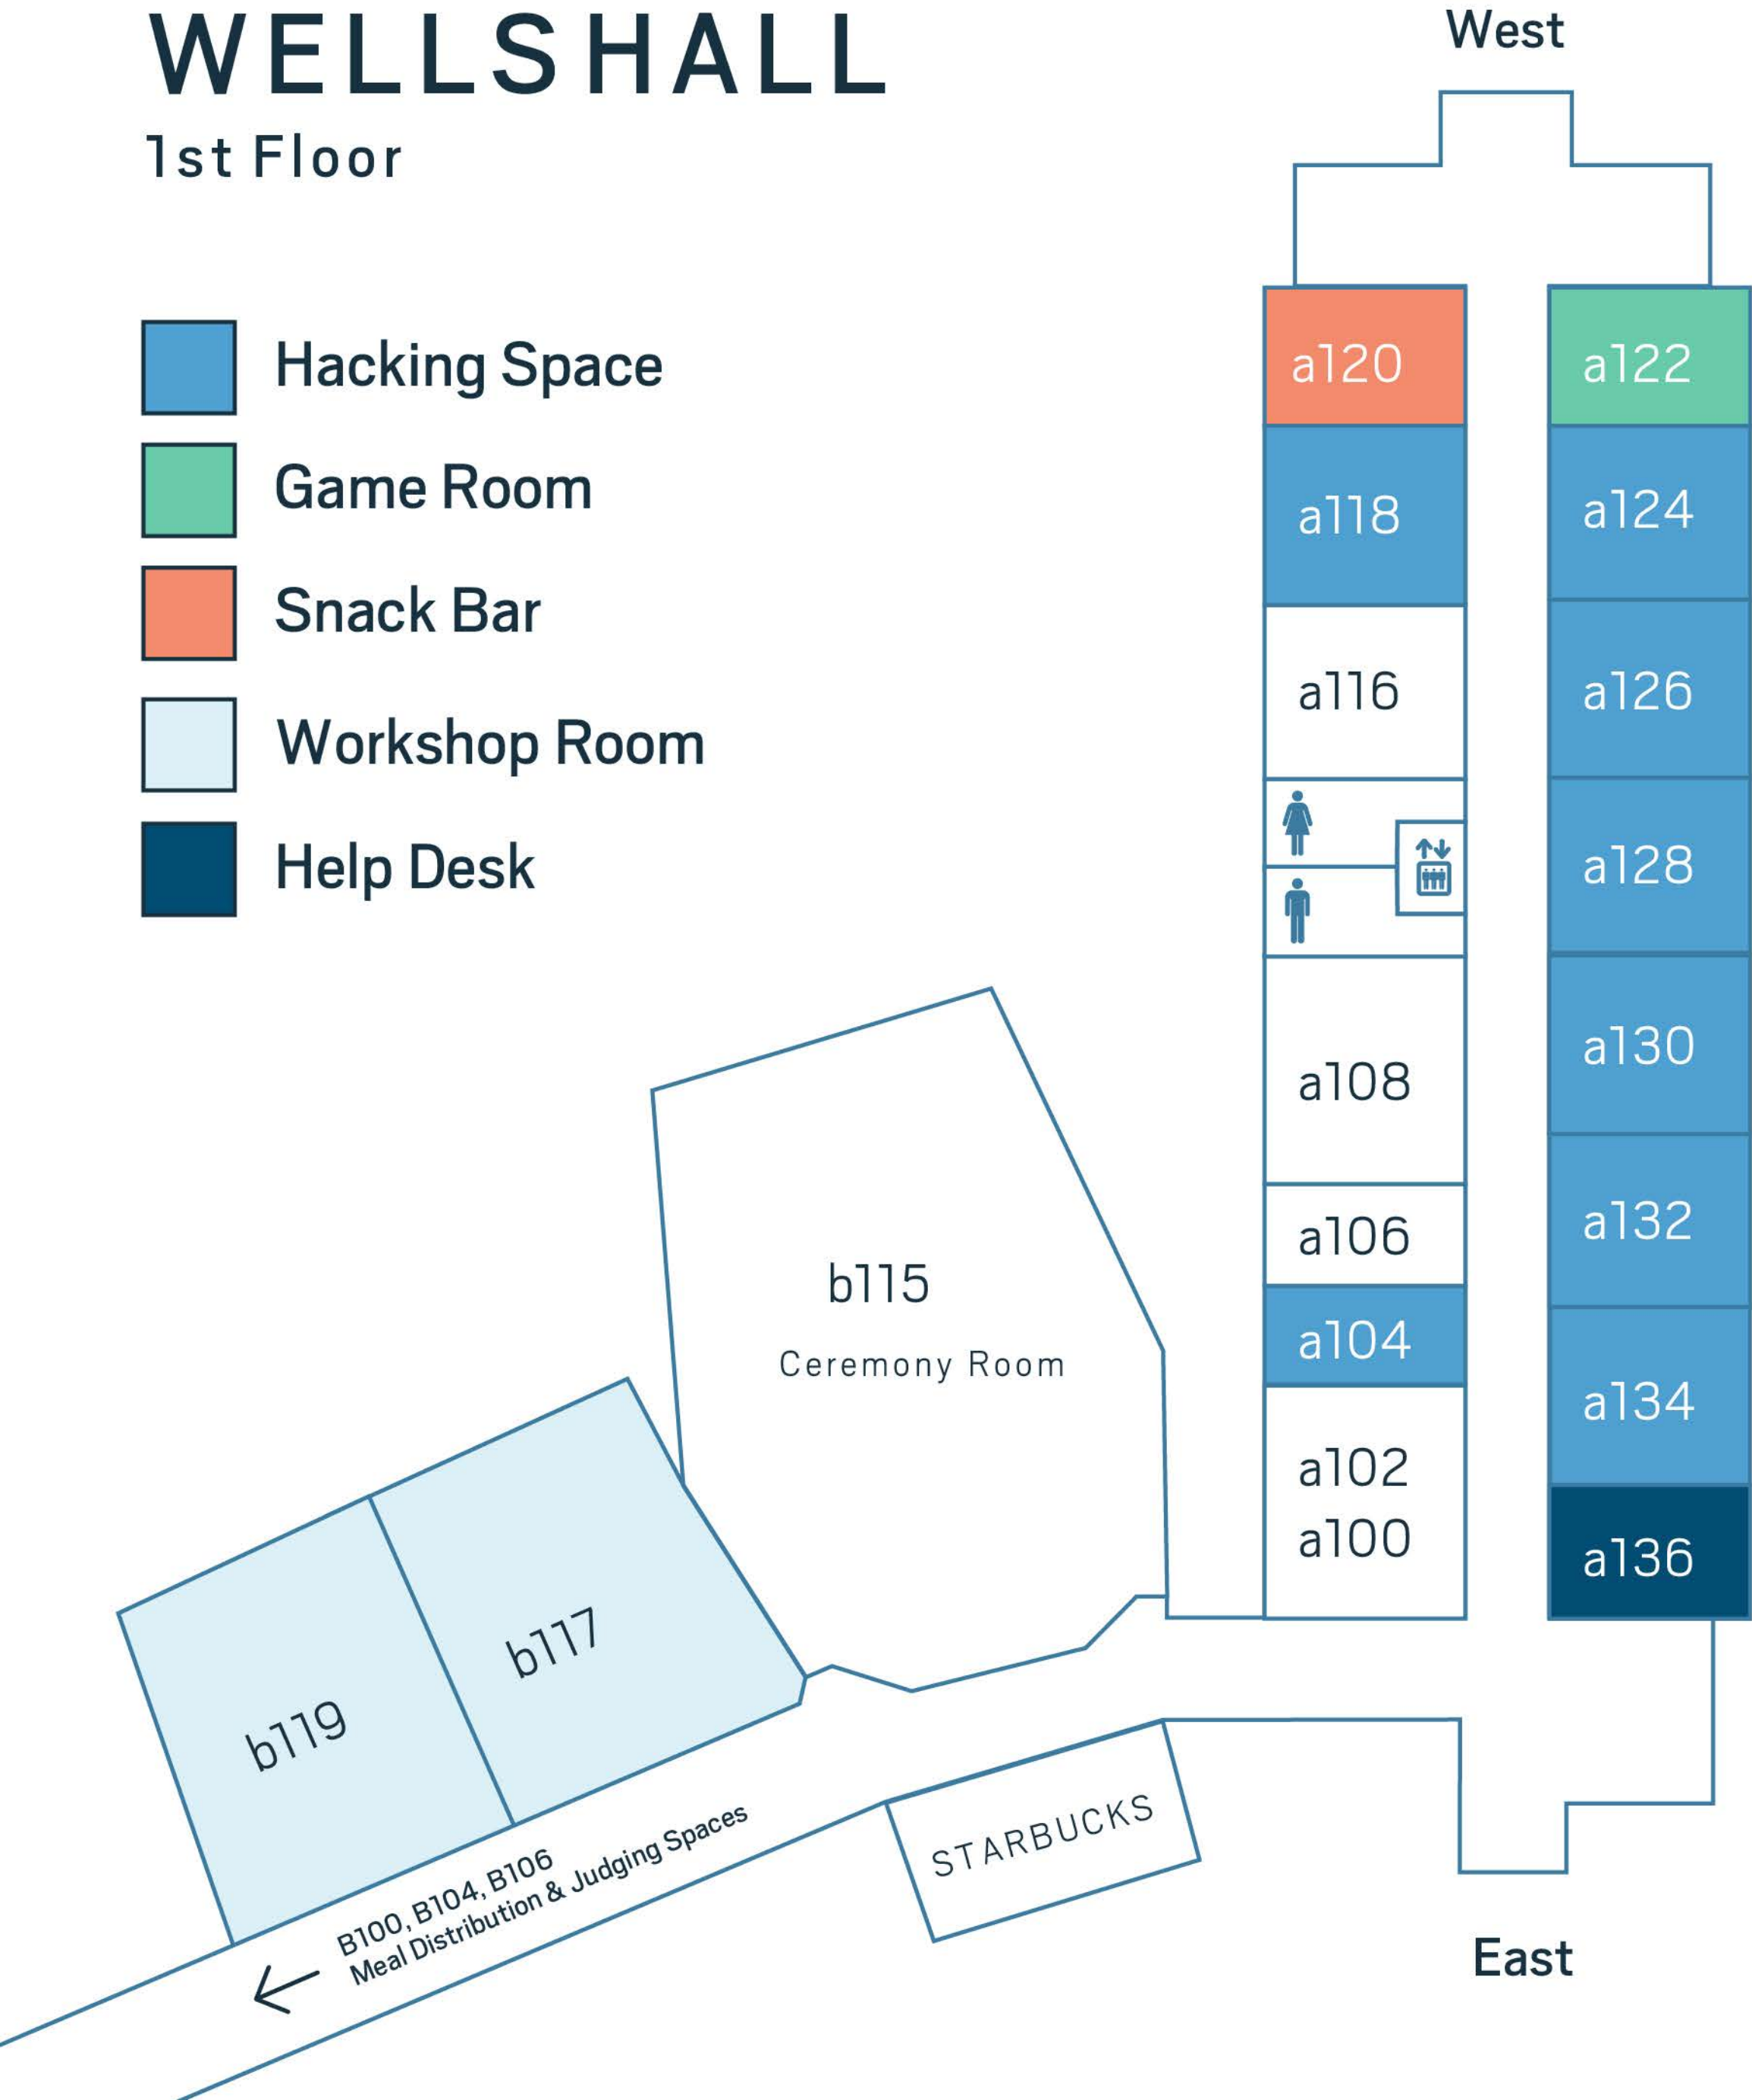 WELLS HALL
1st Floor
Hacking Space
Game Room
Snack Bar
Workshop Room
Help Desk
West
a120
a118
a116
a108
a106
a104
a102
a100
a122
a124
a126
a128
a130
a132
a134
a136
b115
Ceremony Room
b117
b119
B100, B104, B106
Meal Distribution & Judging Spaces
STARBUCKS
East